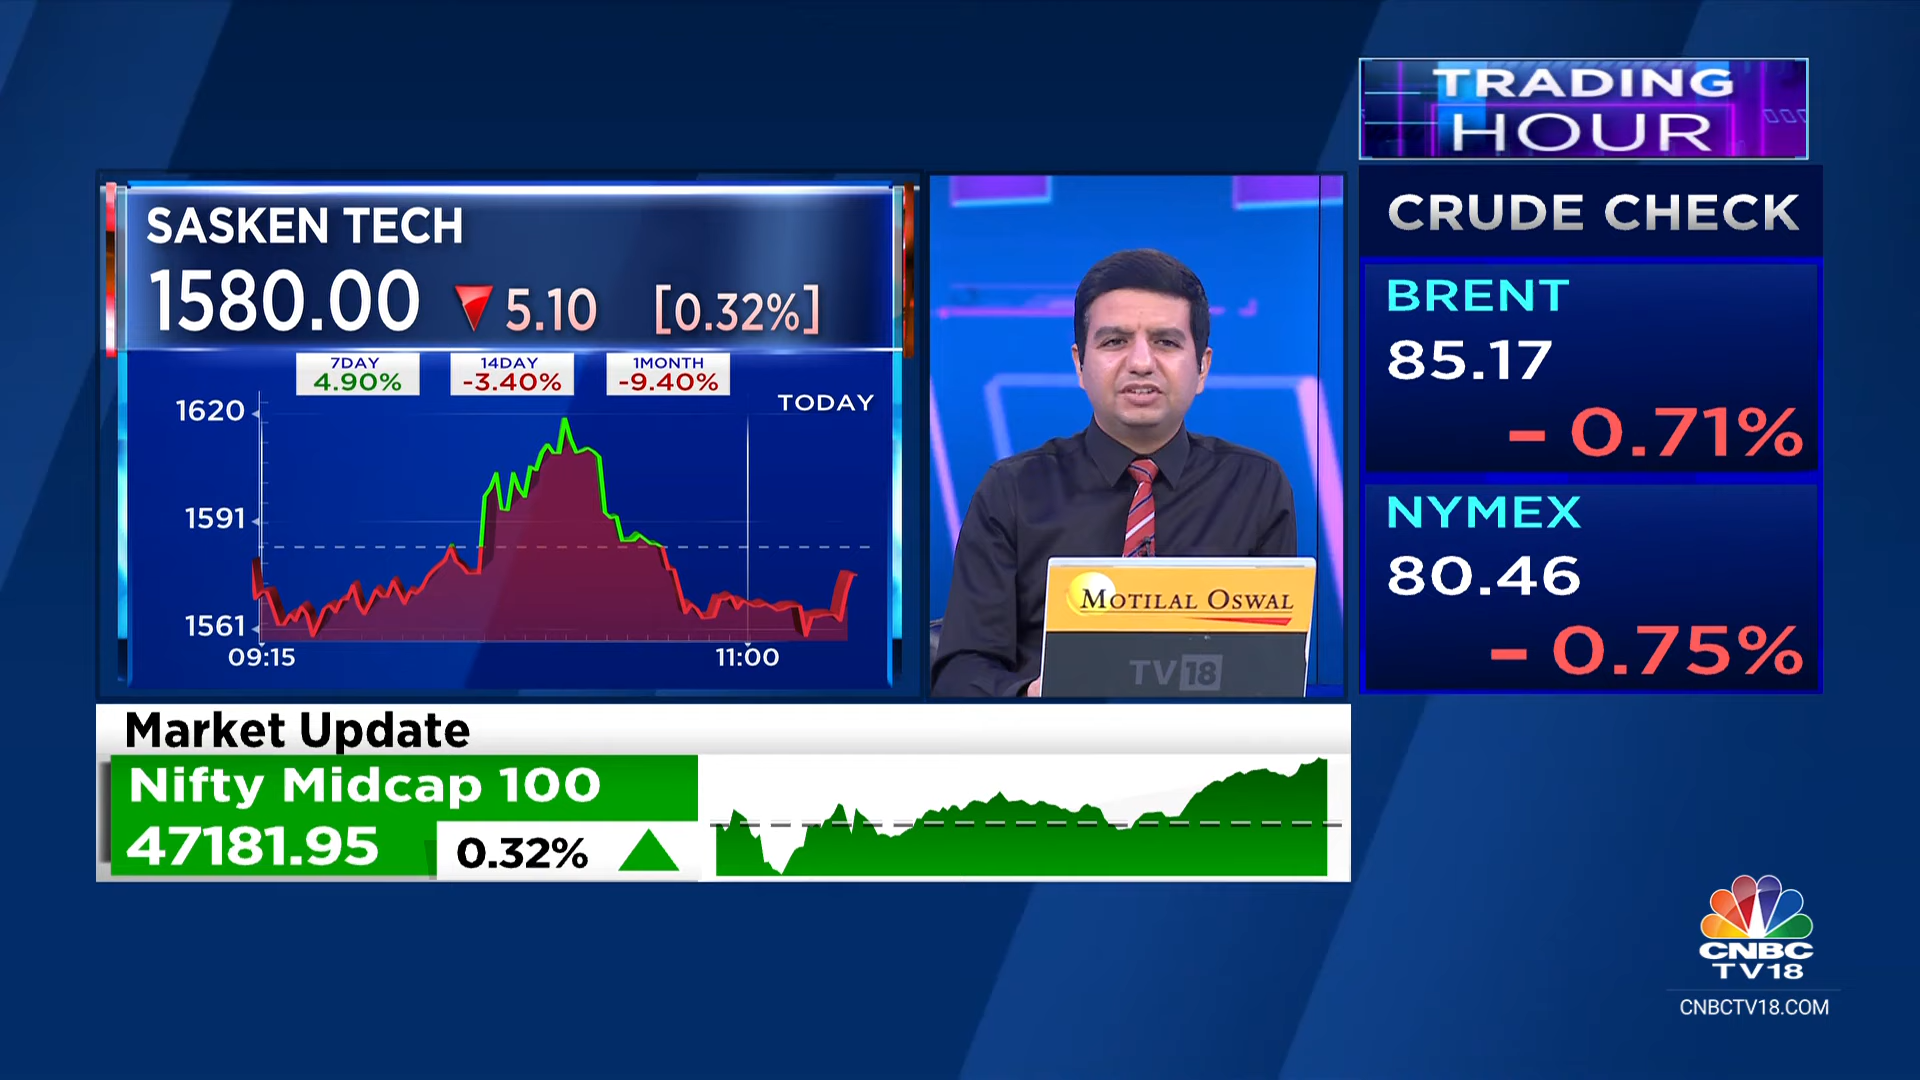 TRADING
HOUR
SASKEN TECH
1580.00 ▼ 5.10 [0.32%]
7DAY
4.90%
14DAY
-3.40%
1MONTH
-9.40%
TODAY
1620
1591
1561
09:15
11:00
MOTILAL OSWAL
TV18
CRUDE CHECK
BRENT
85.17
- 0.71%
NYMEX
80.46
- 0.75%
Market Update
Nifty Midcap 100
47181.95
0.32% ▲
CNBC
TV18
CNBCTV18.COM